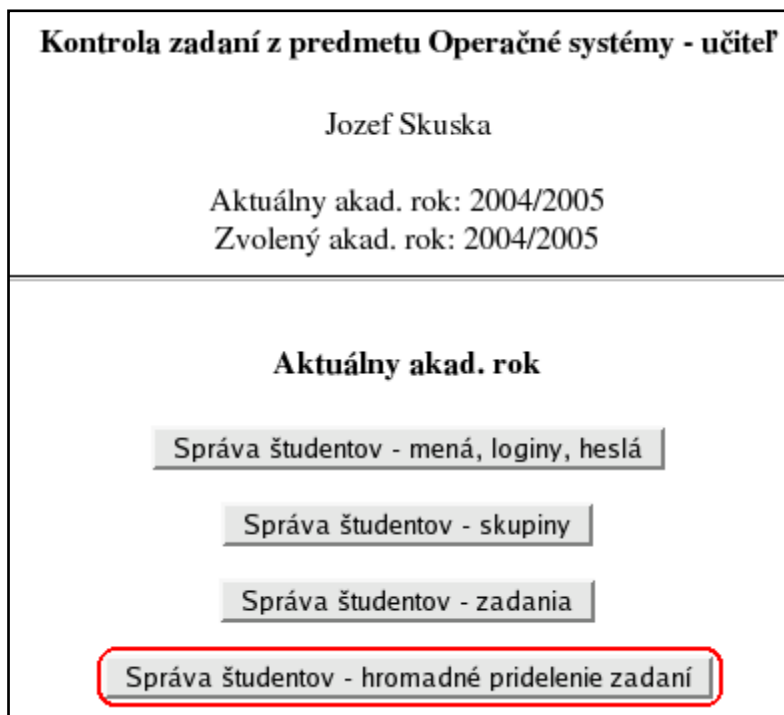 Kontrola zadaní z predmetu Operačné systémy - učiteľ
Jozef Skuska
Aktuálny akad. rok: 2004/2005
Zvolený akad. rok: 2004/2005
Aktuálny akad. rok
Správa študentov - mená, loginy, heslá
Správa študentov - skupiny
Správa študentov - zadania
Správa študentov - hromadné pridelenie zadaní